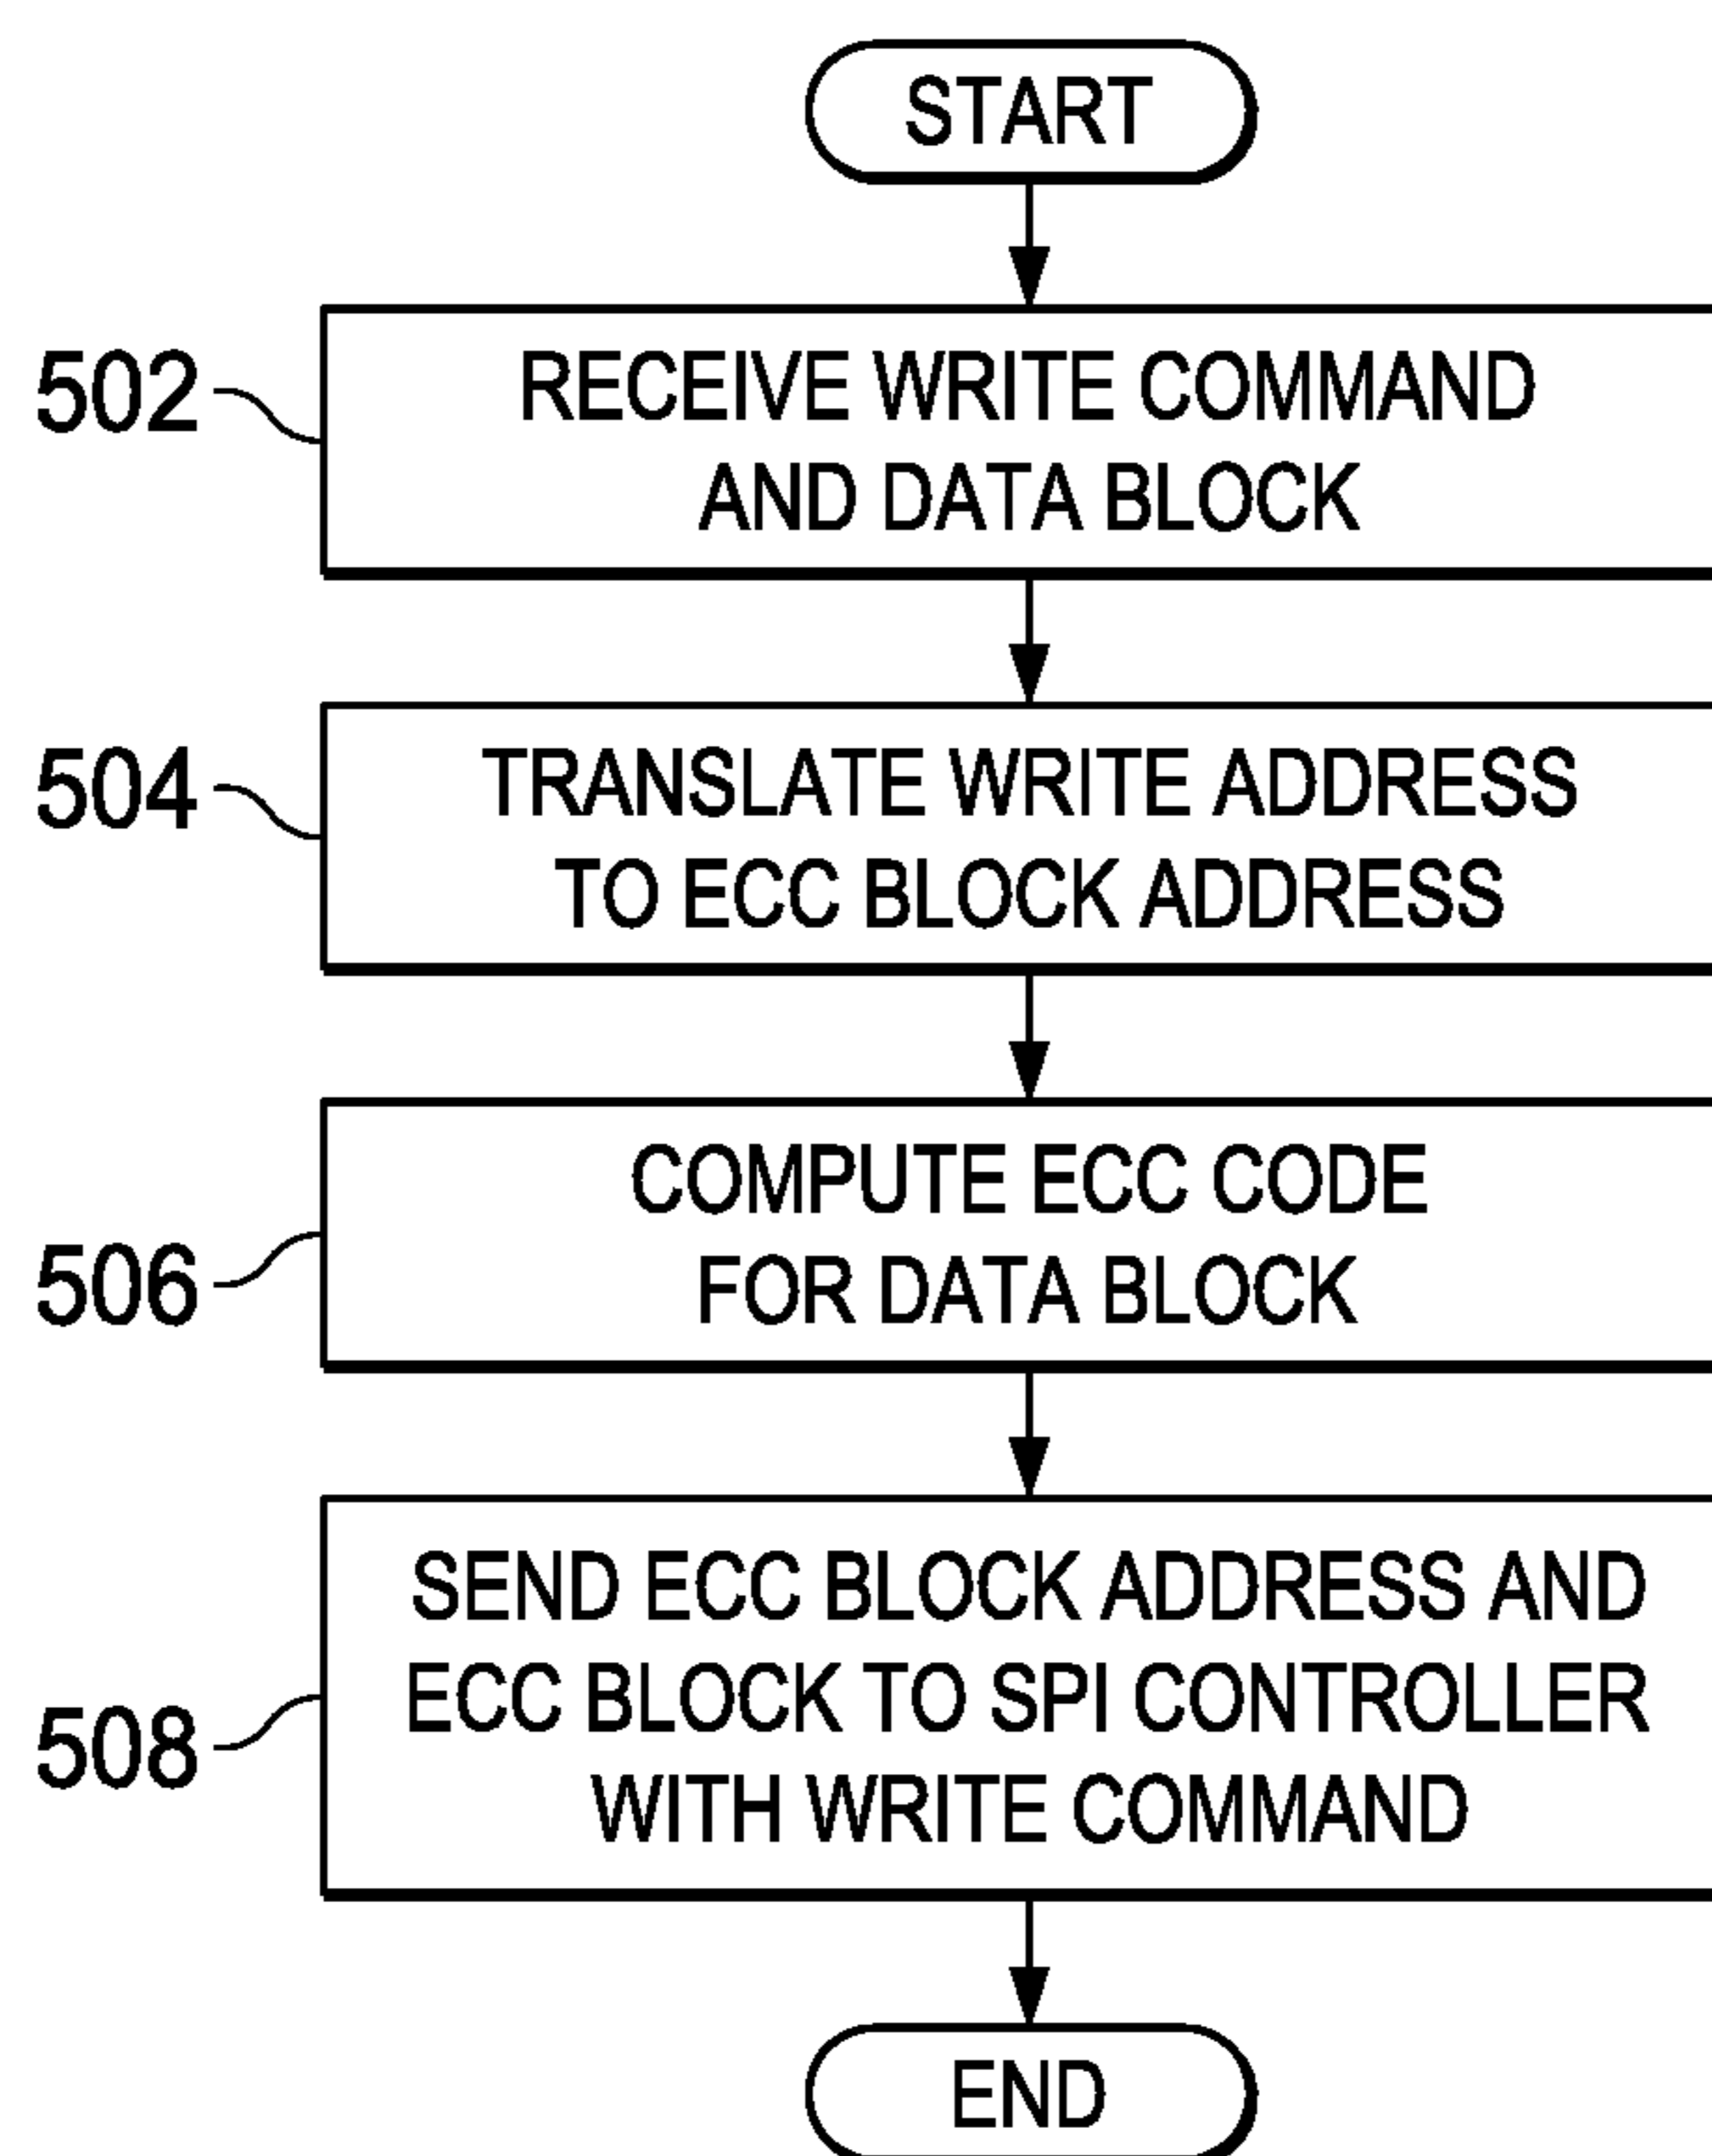 START
502
RECEIVE WRITE COMMAND
AND DATA BLOCK
504
TRANSLATE WRITE ADDRESS
TO ECC BLOCK ADDRESS
506
COMPUTE ECC CODE
FOR DATA BLOCK
508
SEND ECC BLOCK ADDRESS AND
ECC BLOCK TO SPI CONTROLLER
WITH WRITE COMMAND
END